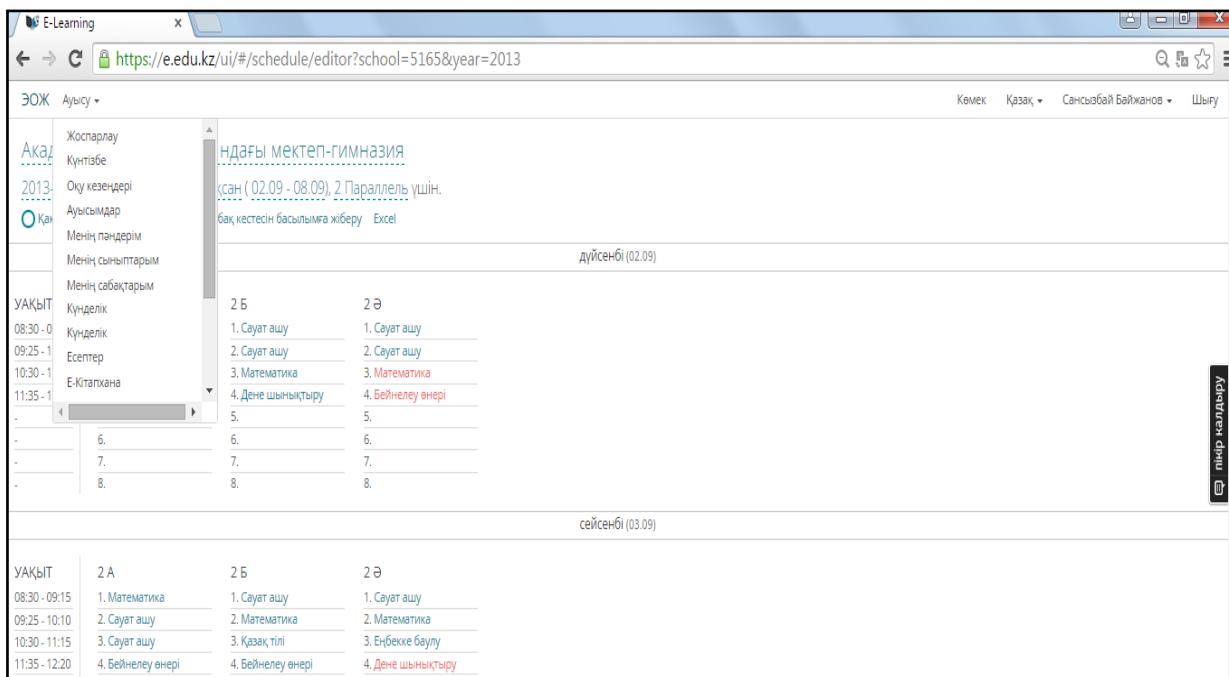 E-Learning
https://e.edu.kz/ui/#/schedule/editor?school=5165&year=2013
ЭОЖ Ауысу Көмек Қазақ Сансызбай Байжанов Шығу
Жоспарлау
Күнтізбе
Оқу кезеңдері
Ауысымдар
Менің пәндерім
Менің сыныптарым
Менің сабақтарым
Күнделік
Күнделік
Есептер
Е-Кітапхана
мектеп-гимназия
2013- ( 02.09 - 08.09), 2 Параллель үшін.
кестесін басылымға жіберу Excel
дүйсенбі (02.09)
УАҚЫТ 2 Б 2 Ә
08:30 - 1. Сауат ашу 1. Сауат ашу
09:25 - 2. Сауат ашу 2. Сауат ашу
10:30 - 3. Математика 3. Математика
11:35 - 4. Дене шынықтыру 4. Бейнелеу өнері
- 5. 5.
- 6. 6. 6.
- 7. 7. 7.
- 8. 8. 8.
сейсенбі (03.09)
УАҚЫТ 2 А 2 Б 2 Ә
08:30 - 09:15 1. Математика 1. Сауат ашу 1. Сауат ашу
09:25 - 10:10 2. Сауат ашу 2. Математика 2. Математика
10:30 - 11:15 3. Сауат ашу 3. Қазақ тілі 3. Еңбекке баулу
11:35 - 12:20 4. Бейнелеу өнері 4. Бейнелеу өнері 4. Дене шынықтыру
пікір қалдыру